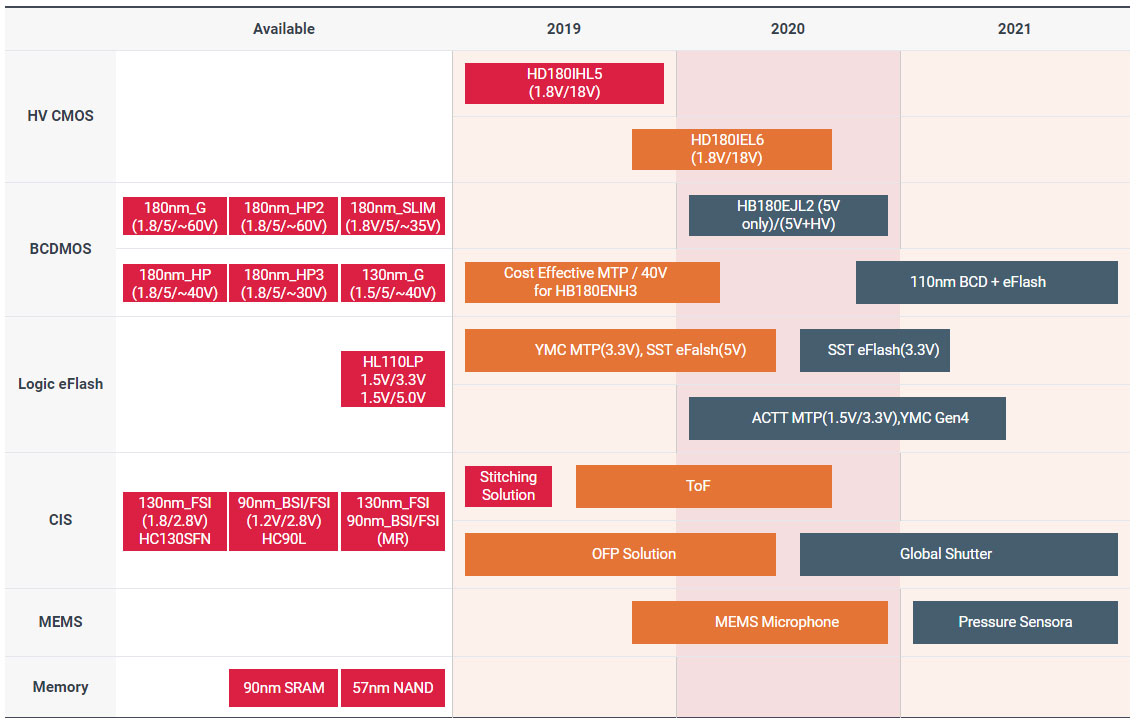 Available
2019
2020
2021
HV CMOS
HD180IHL5
(1.8V/18V)
HD180IEL6
(1.8V/18V)
BCDMOS
180nm_G
(1.8/5/~60V)
180nm_HP2
(1.8/5/~60V)
180nm_SLIM
(1.8V/5/~35V)
HB180EJL2 (5V
only)/(5V+HV)
180nm_HP
(1.8/5/~40V)
180nm_HP3
(1.8/5/~30V)
130nm_G
(1.5/5/~40V)
Cost Effective MTP / 40V
for HB180ENH3
110nm BCD + eFlash
Logic eFlash
HL110LP
1.5V/3.3V
1.5V/5.0V
YMC MTP(3.3V), SST eFalsh(5V)
SST eFlash(3.3V)
ACTT MTP(1.5V/3.3V),YMC Gen4
CIS
130nm_FSI
(1.8/2.8V)
HC130SFN
90nm_BSI/FSI
(1.2V/2.8V)
HC90L
130nm_FSI
90nm_BSI/FSI
(MR)
Stitching
Solution
ToF
OFP Solution
Global Shutter
MEMS
MEMS Microphone
Pressure Sensora
Memory
90nm SRAM
57nm NAND